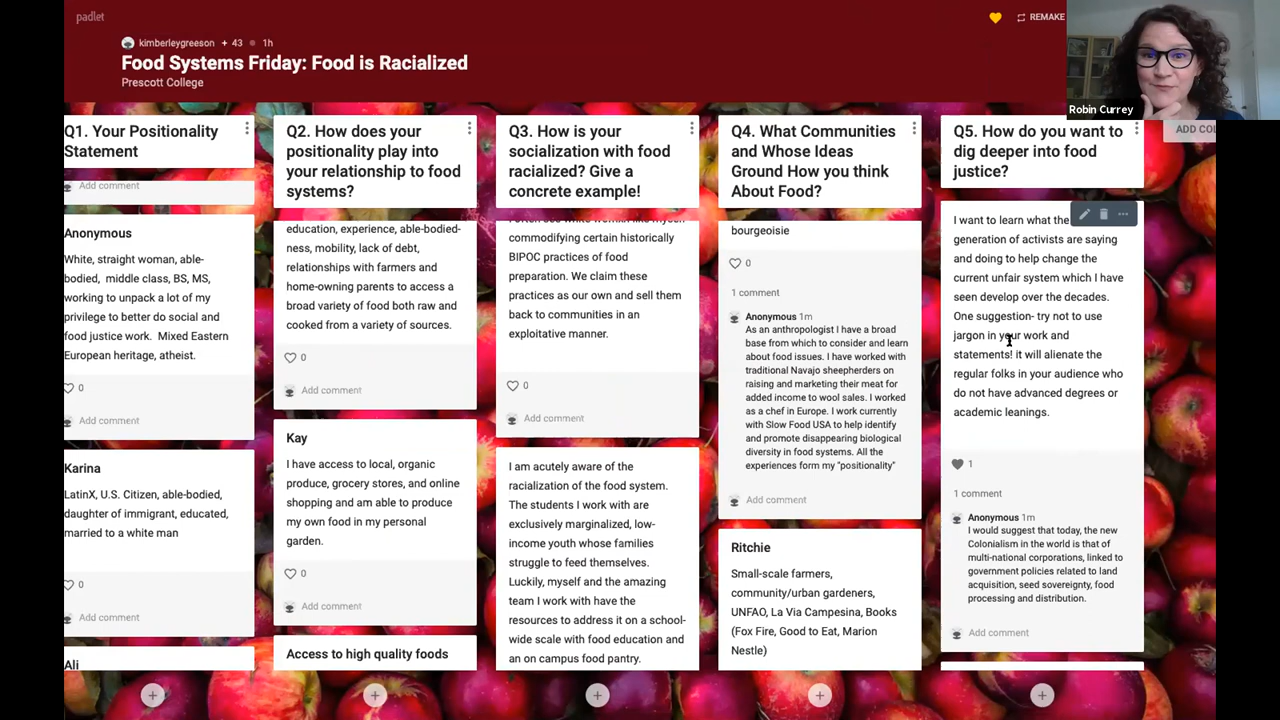 padlet
REMAKE
kimberleygreeson + 43 1h
Food Systems Friday: Food is Racialized
Prescott College
Robin Currey
ADD COL
Q1. Your Positionality
Statement
Add comment
Anonymous
White, straight woman, able-
bodied, middle class, BS, MS,
working to unpack a lot of my
privilege to better do social and
food justice work. Mixed Eastern
European heritage, atheist.
0
Add comment
Karina
LatinX, U.S. Citizen, able-bodied,
daughter of immigrant, educated,
married to a white man
0
Add comment
Ali
Q2. How does your
positionality play into
your relationship to food
systems?
education, experience, able-bodied-
ness, mobility, lack of debt,
relationships with farmers and
home-owning parents to access a
broad variety of food both raw and
cooked from a variety of sources.
0
Add comment
Kay
I have access to local, organic
produce, grocery stores, and online
shopping and am able to produce
my own food in my personal
garden.
0
Add comment
Access to high quality foods
Q3. How is your
socialization with food
racialized? Give a
concrete example!
commodifying certain historically
BIPOC practices of food
preparation. We claim these
practices as our own and sell them
back to communities in an
exploitative manner.
0
Add comment
I am acutely aware of the
racialization of the food system.
The students I work with are
exclusively marginalized, low-
income youth whose families
struggle to feed themselves.
Luckily, myself and the amazing
team I work with have the
resources to address it on a school-
wide scale with food education and
an on campus food pantry.
Q4. What Communities
and Whose Ideas
Ground How you think
About Food?
bourgeoisie
0
1 comment
Anonymous 1m
As an anthropologist I have a broad
base from which to consider and learn
about food issues. I have worked with
traditional Navajo sheepherders on
raising and marketing their meat for
added income to wool sales. I worked
as a chef in Europe. I work currently
with Slow Food USA to help identify
and promote disappearing biological
diversity in food systems. All the
experiences form my "positionality"
Add comment
Ritchie
Small-scale farmers,
community/urban gardeners,
UNFAO, La Via Campesina, Books
(Fox Fire, Good to Eat, Marion
Nestle)
Q5. How do you want to
dig deeper into food
justice?
I want to learn what the
generation of activists are saying
and doing to help change the
current unfair system which I have
seen develop over the decades.
One suggestion- try not to use
jargon in your work and
statements! it will alienate the
regular folks in your audience who
do not have advanced degrees or
academic leanings.
1
1 comment
Anonymous 1m
I would suggest that today, the new
Colonialism in the world is that of
multi-national corporations, linked to
government policies related to land
acquisition, seed sovereignty, food
processing and distribution.
Add comment